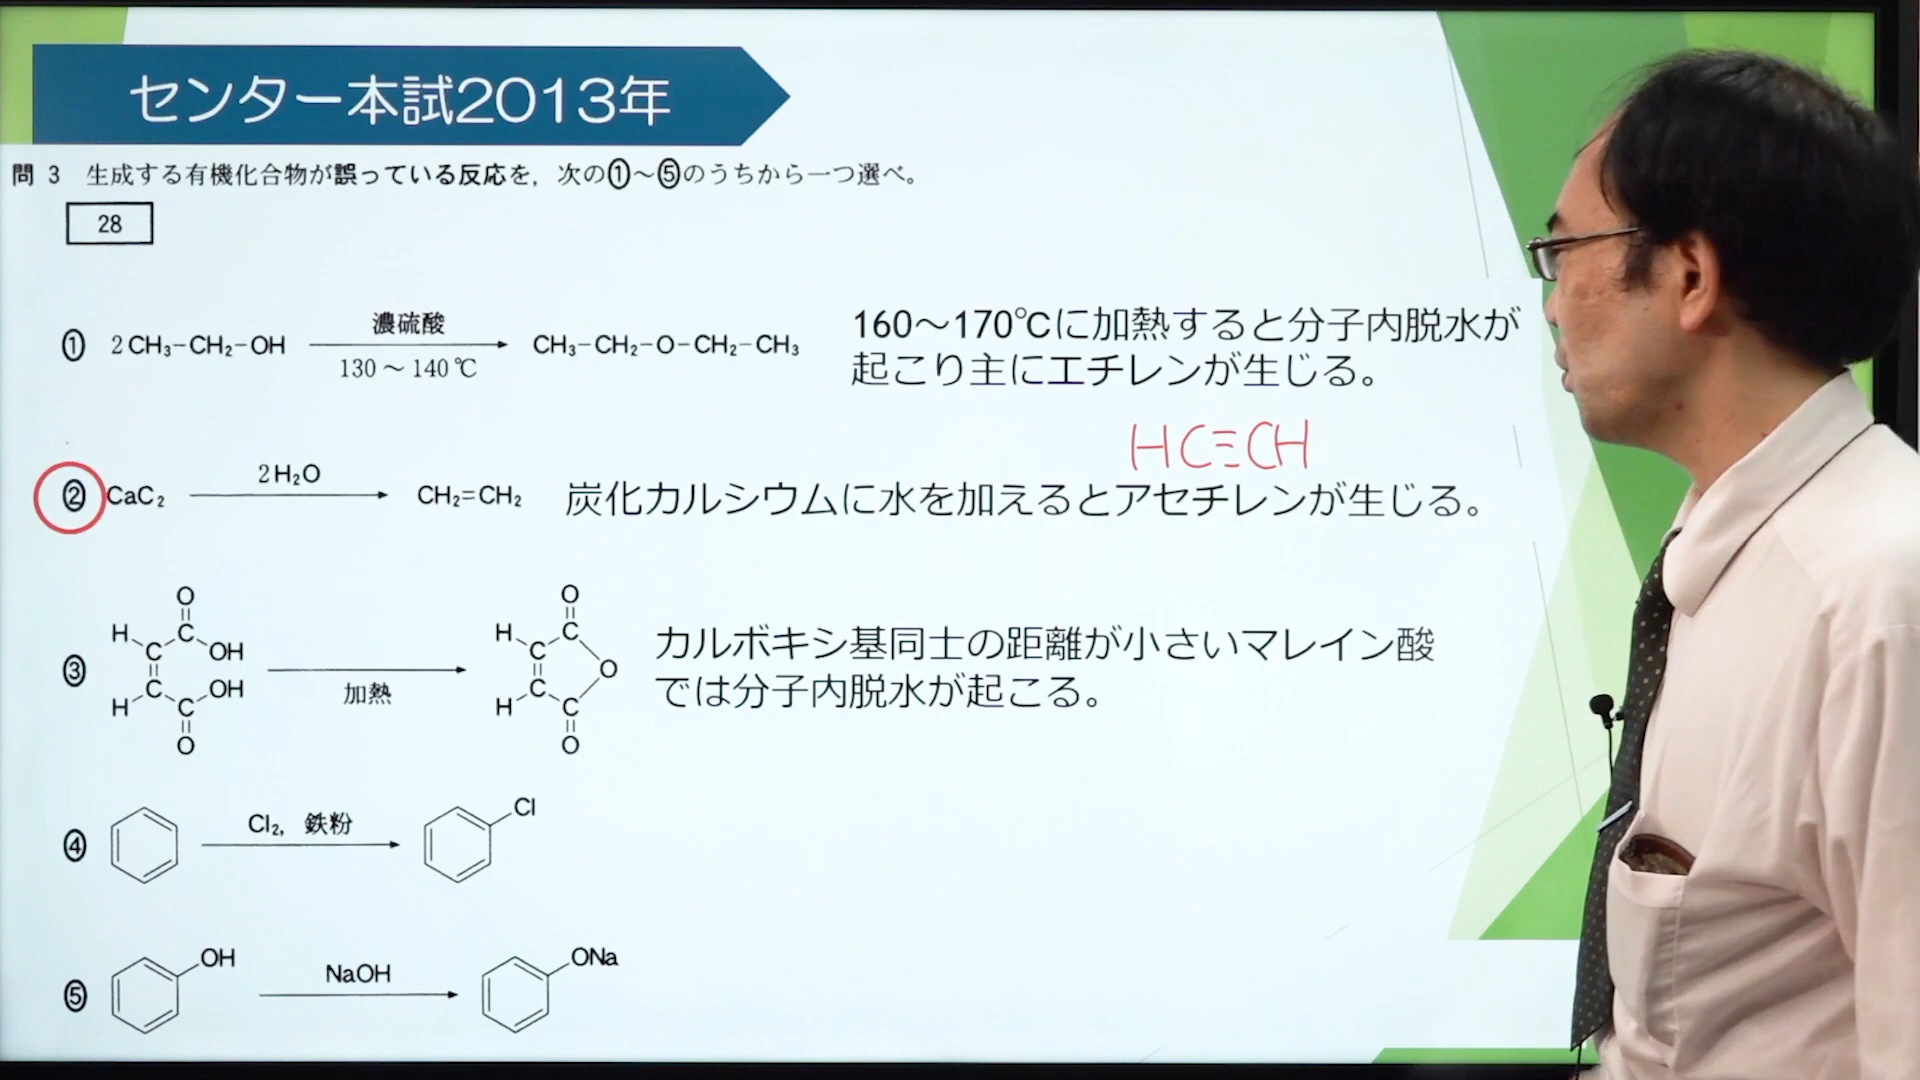 センター本試2013年
問 3 生成する有機化合物が誤っている反応を，次の①～⑤のうちから一つ選べ。
28
① 2CH₃−CH₂−OH 濃硫酸 130 ～ 140 ℃ CH₃−CH₂−O−CH₂−CH₃
160～170℃に加熱すると分子内脱水が
起こり主にエチレンが生じる。
HC≡CH
② CaC₂ 2H₂O CH₂=CH₂ 炭化カルシウムに水を加えるとアセチレンが生じる。
③ H C C O OH H C C O OH 加熱 H C C O O H C C O
カルボキシ基同士の距離が小さいマレイン酸
では分子内脱水が起こる。
④ Cl₂，鉄粉 Cl
⑤ OH NaOH ONa